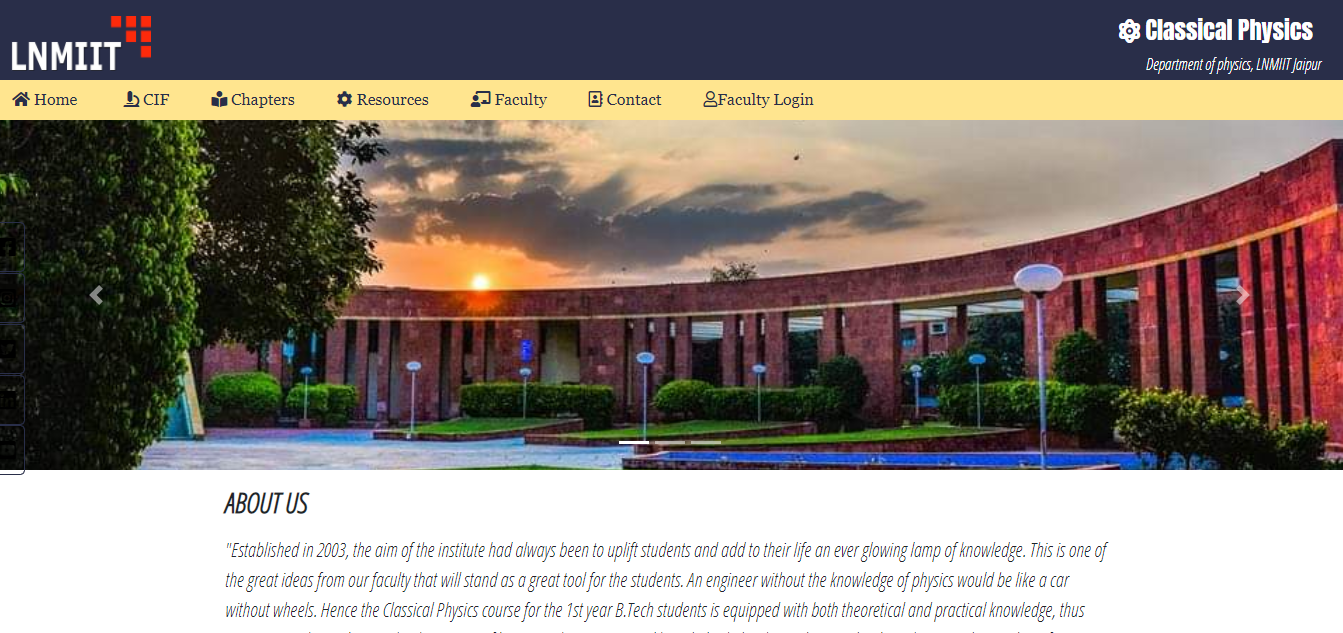 LNMIIT
Classical Physics
Department of physics, LNMIIT Jaipur
Home CIF Chapters Resources Faculty Contact Faculty Login
ABOUT US
"Established in 2003, the aim of the institute had always been to uplift students and add to their life an ever glowing lamp of knowledge. This is one of
the great ideas from our faculty that will stand as a great tool for the students. An engineer without the knowledge of physics would be like a car
without wheels. Hence the Classical Physics course for the 1st year B.Tech students is equipped with both theoretical and practical knowledge, thus